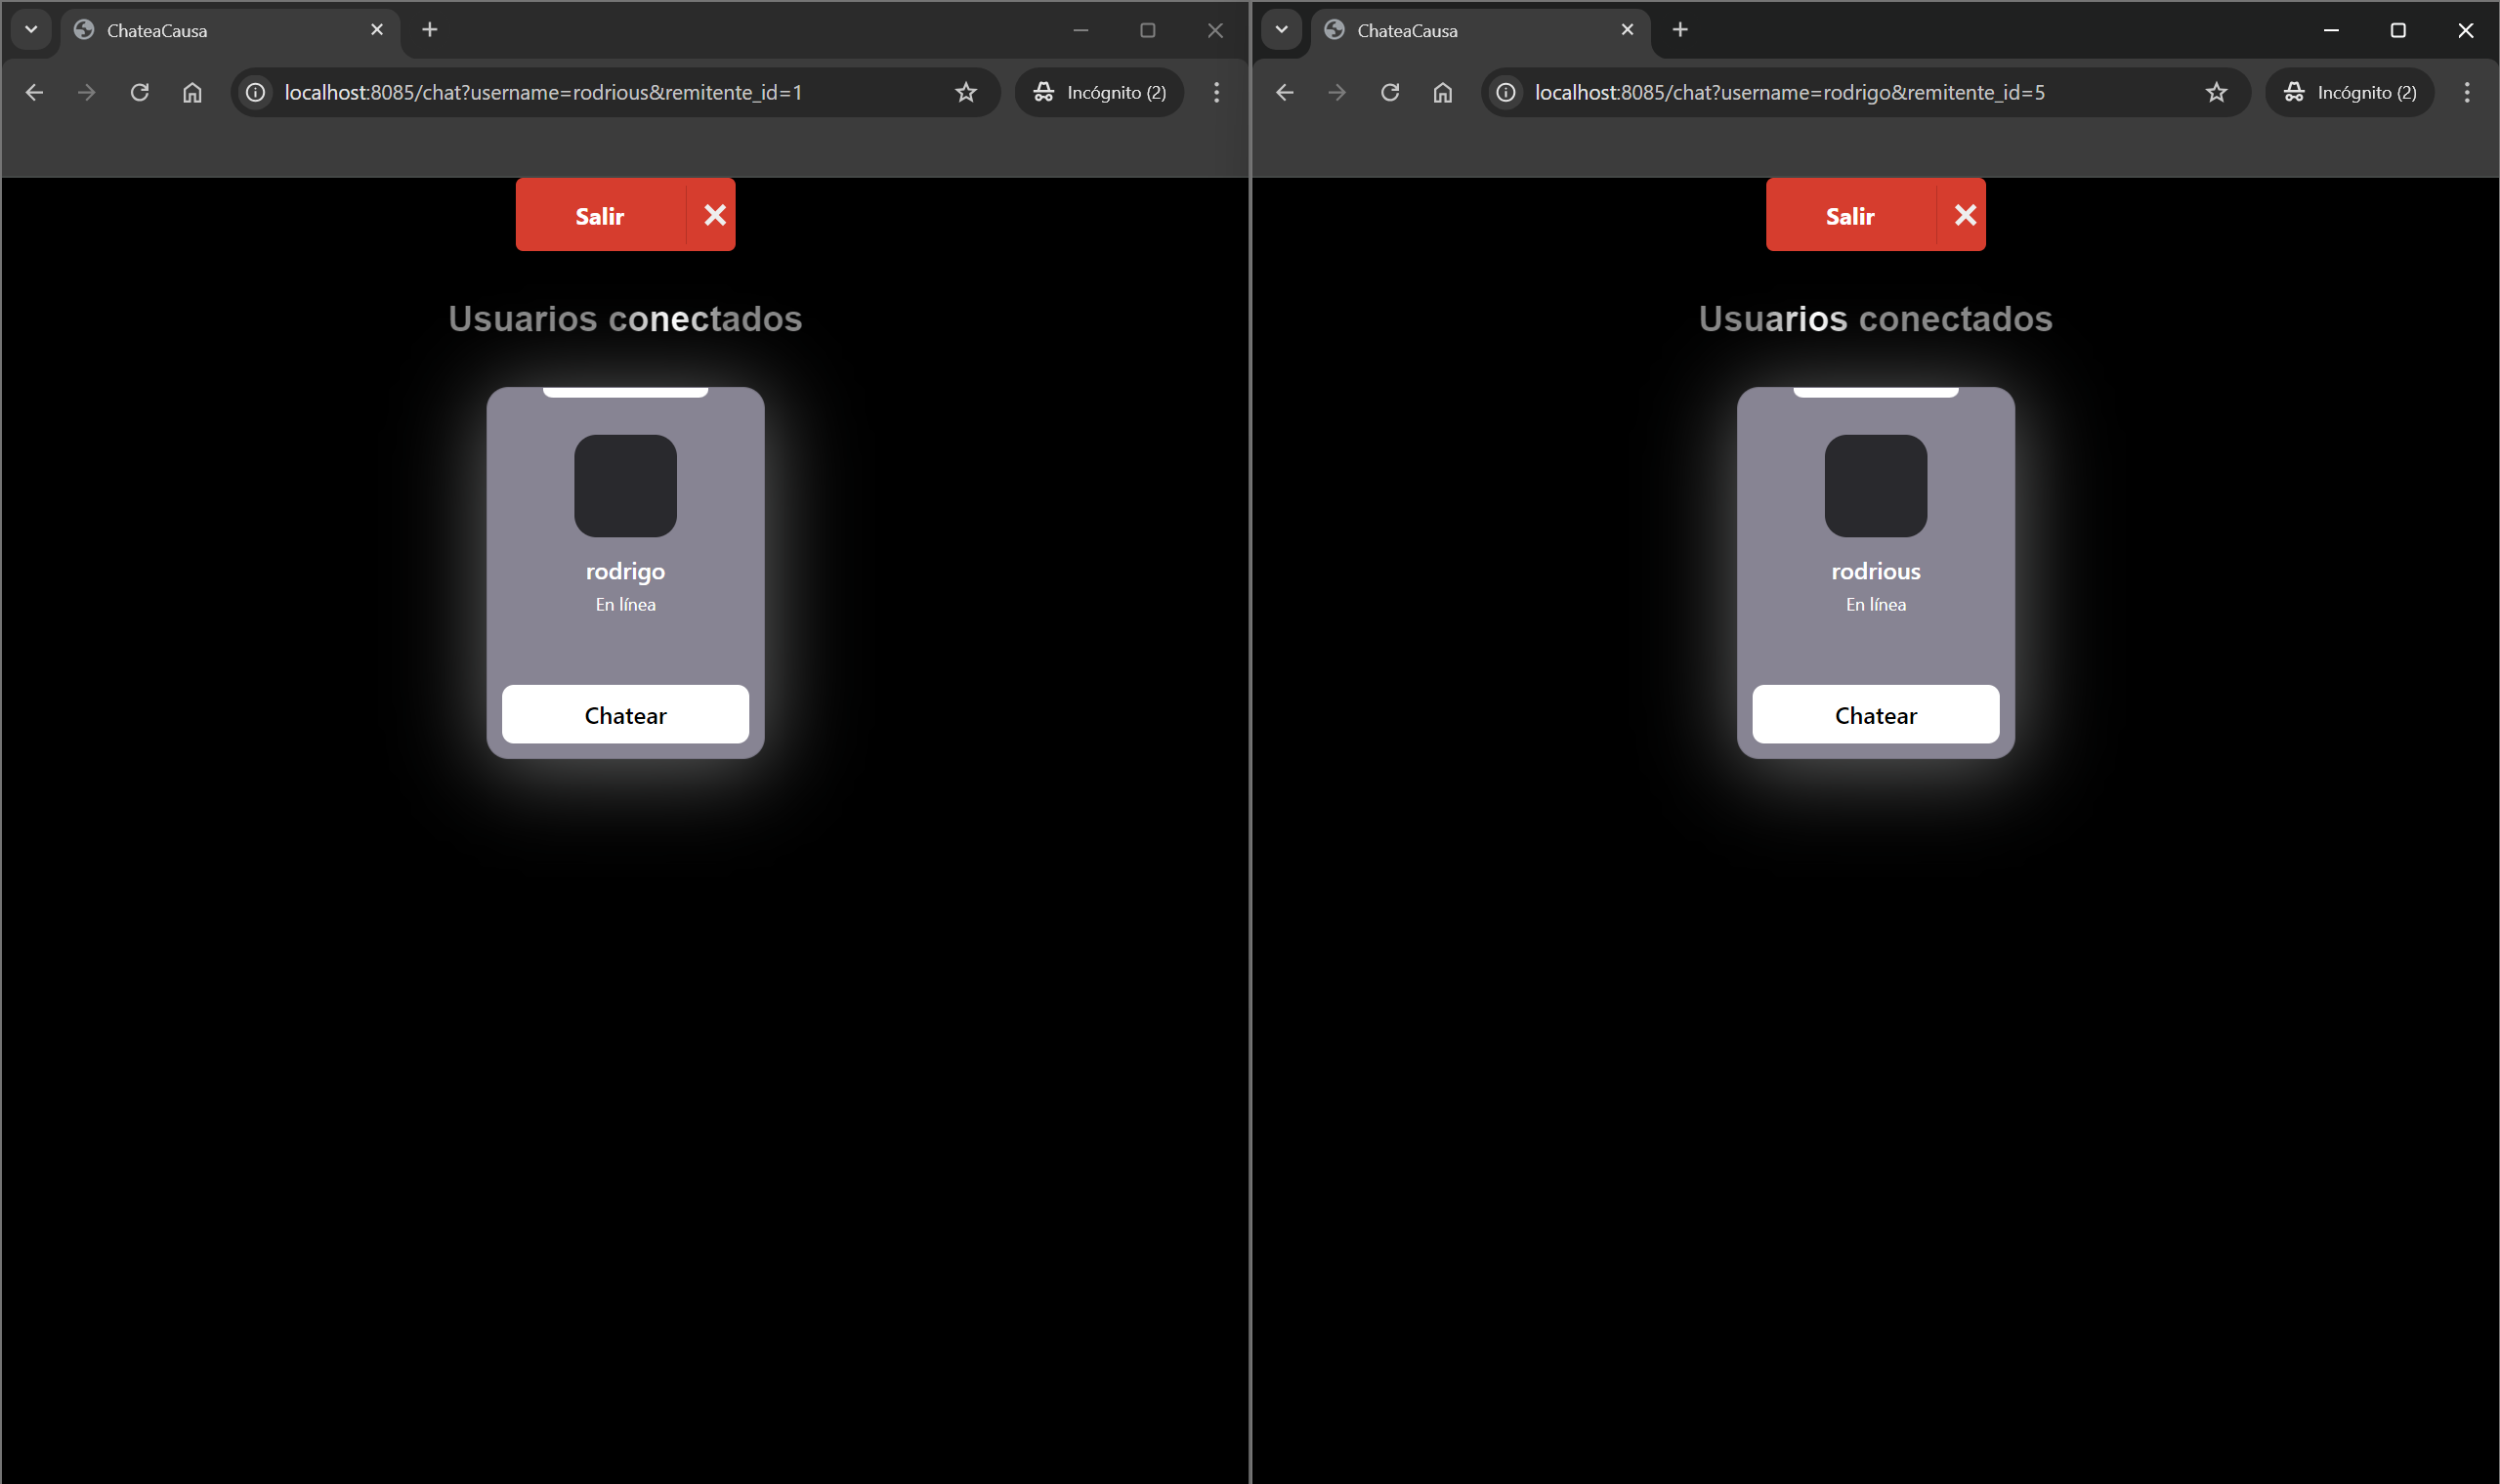 ChateaCausa
localhost:8085/chat?username=rodrious&remitente_id=1
Incógnito (2)
Salir
Usuarios conectados
rodrigo
En línea
Chatear
ChateaCausa
localhost:8085/chat?username=rodrigo&remitente_id=5
Incógnito (2)
Salir
Usuarios conectados
rodrious
En línea
Chatear